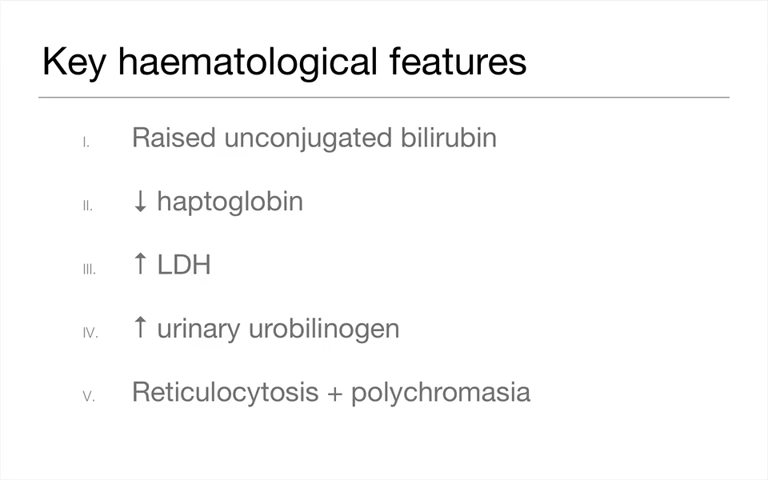 Key haematological features
I. Raised unconjugated bilirubin
II. ↓ haptoglobin
III. ↑ LDH
IV. ↑ urinary urobilinogen
V. Reticulocytosis + polychromasia